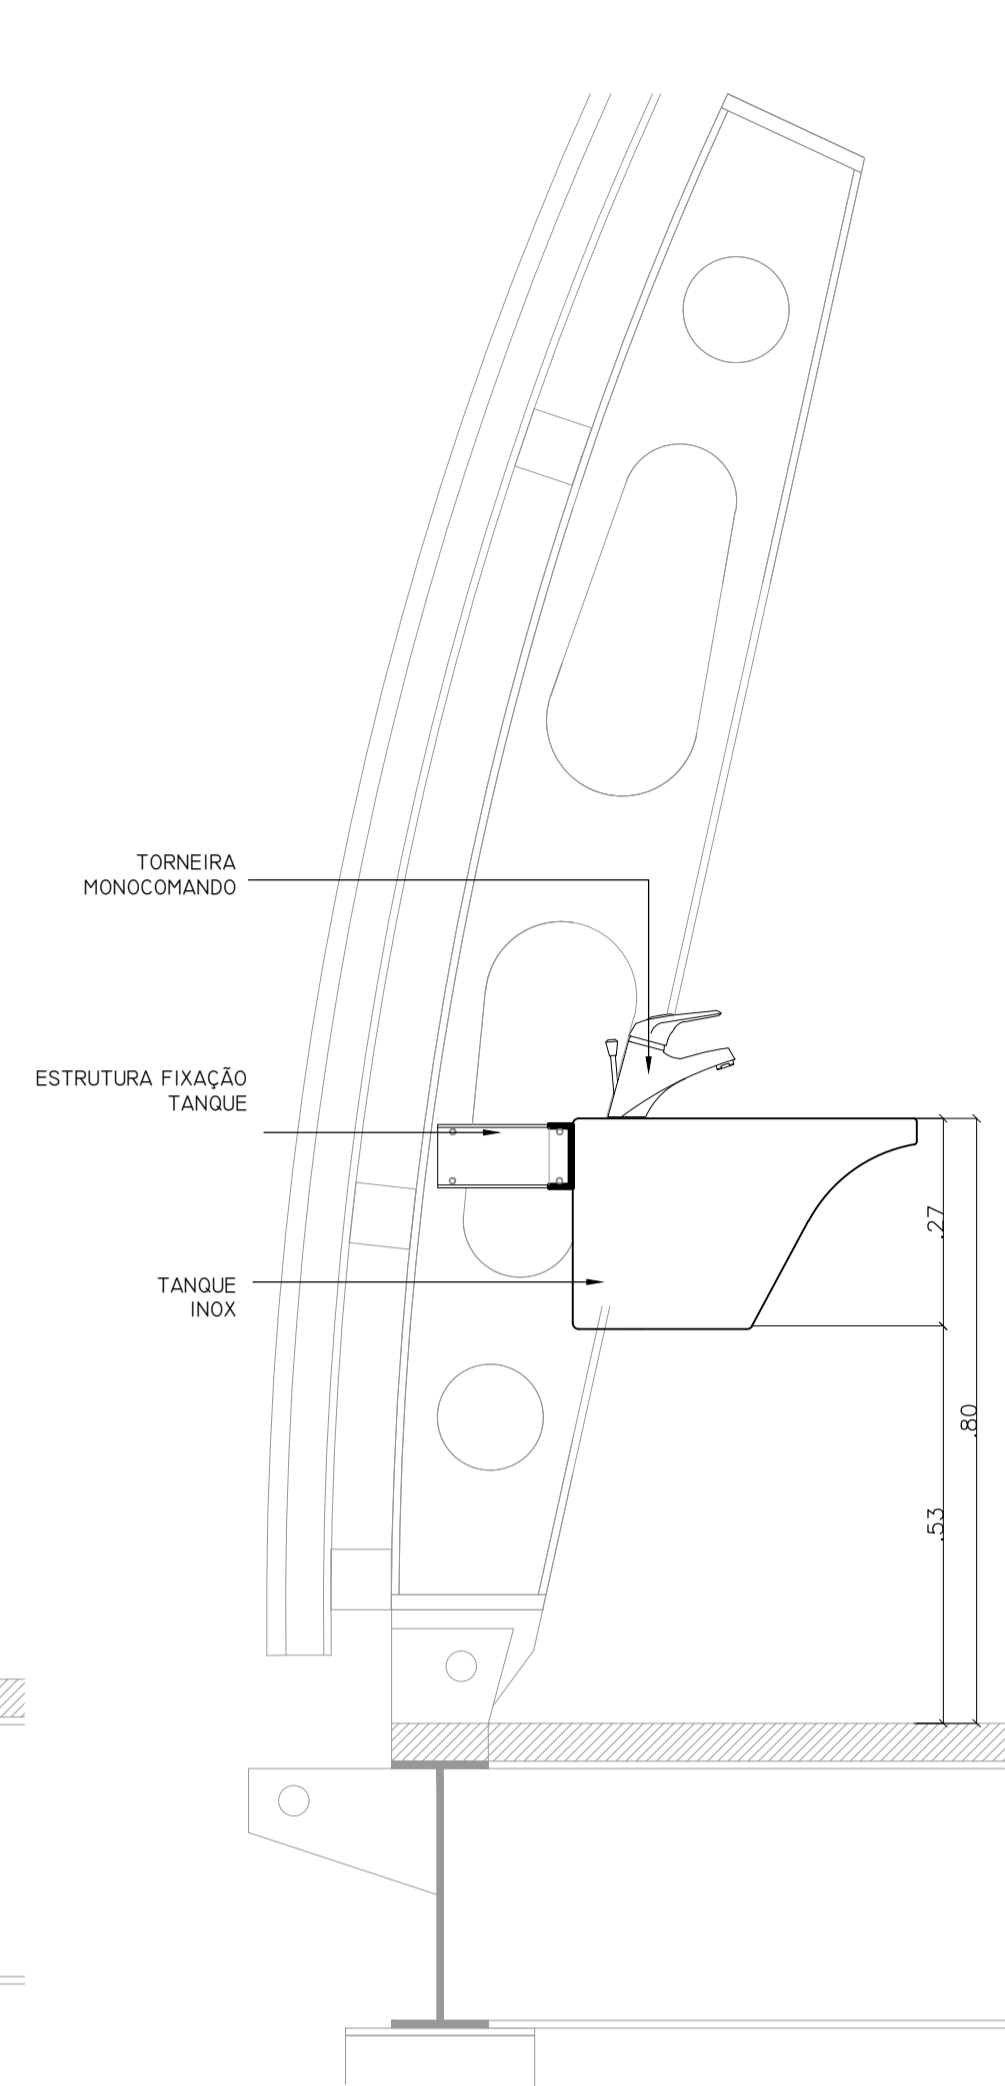 TORNEIRA
MONOCOMANDO
ESTRUTURA FIXAÇÃO
TANQUE
TANQUE
INOX
.27
.80
.53